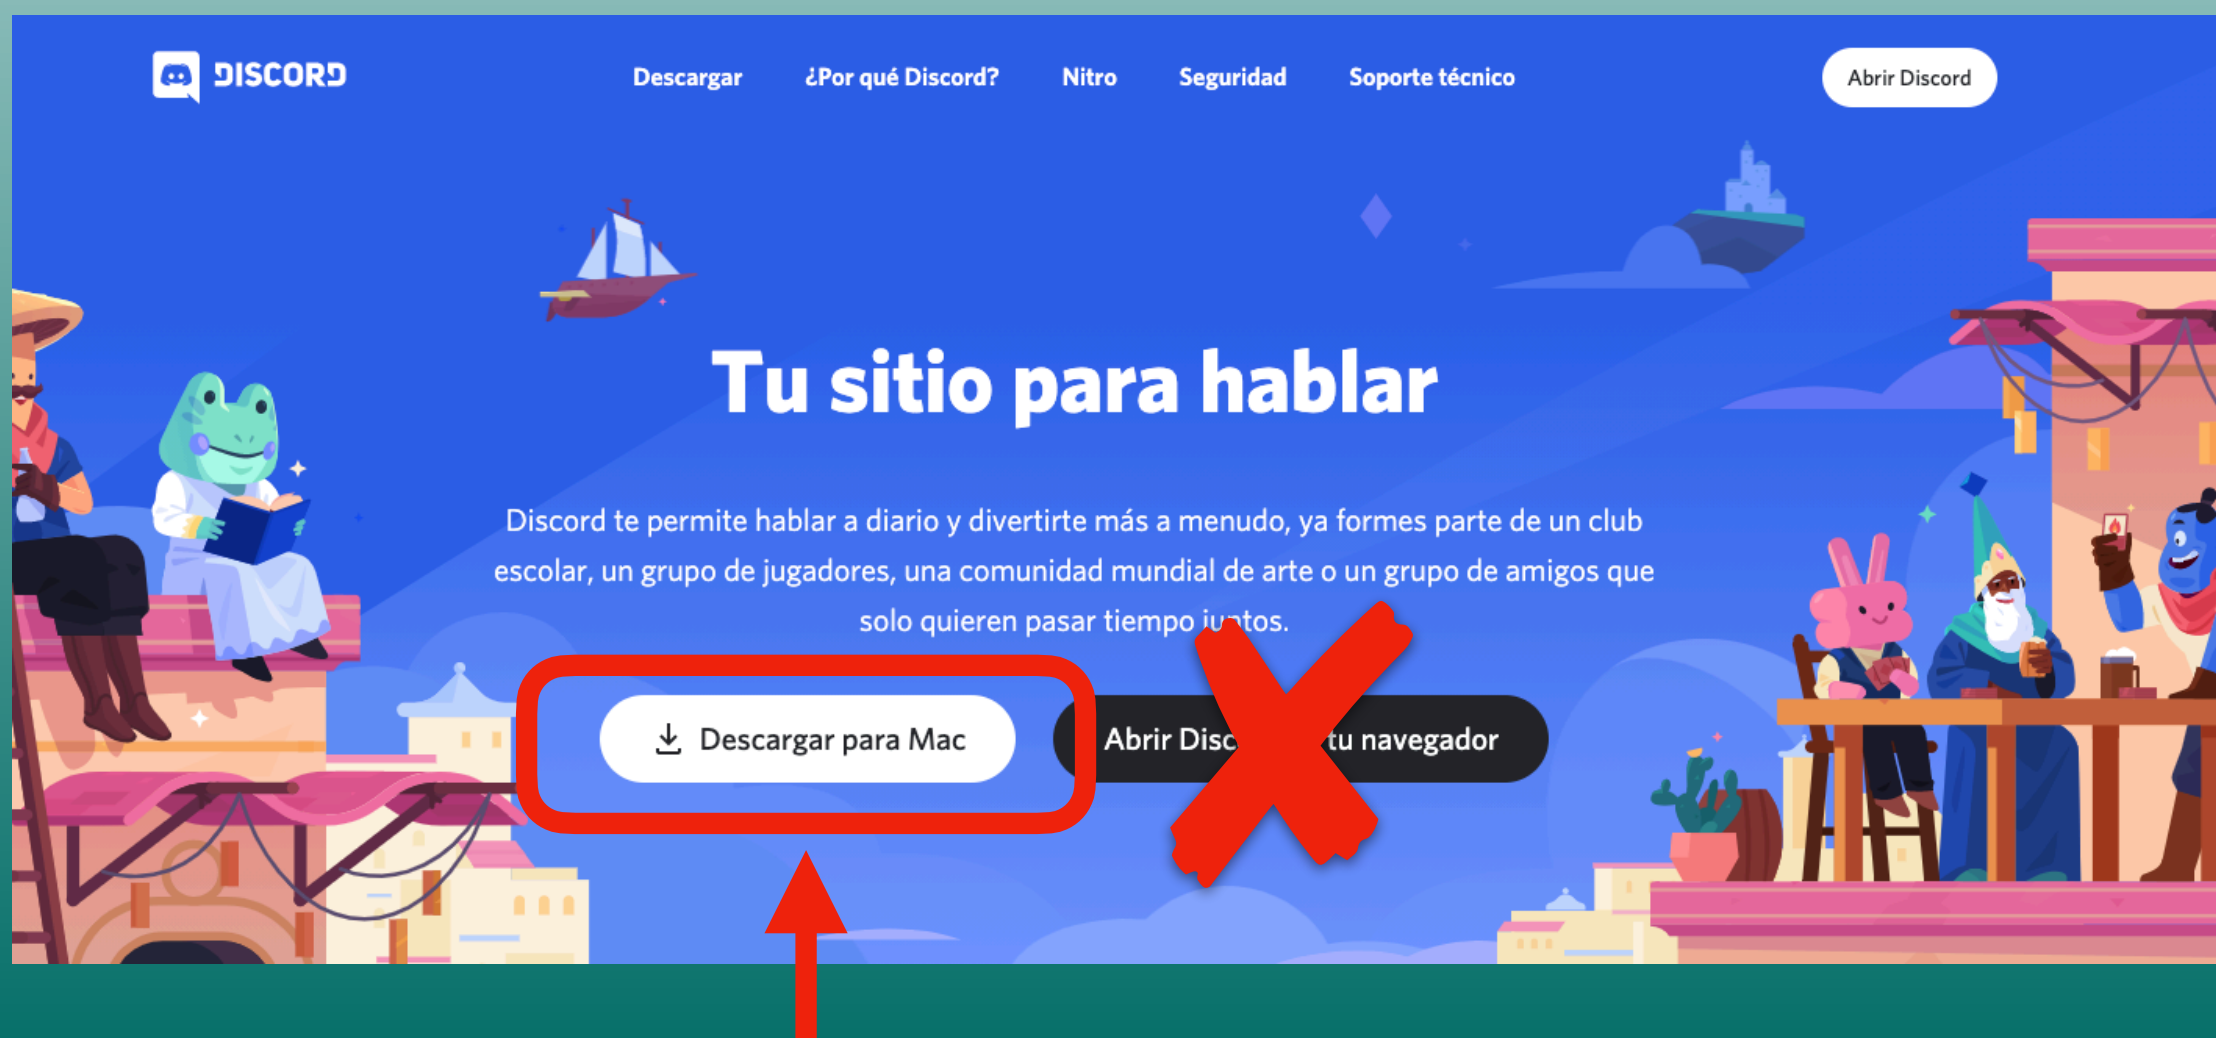 DISCORD
Descargar ¿Por qué Discord? Nitro Seguridad Soporte técnico
Abrir Discord
Tu sitio para hablar
Discord te permite hablar a diario y divertirte más a menudo, ya formes parte de un club
escolar, un grupo de jugadores, una comunidad mundial de arte o un grupo de amigos que
solo quieren pasar tiempo juntos.
Descargar para Mac
Abrir tu navegador